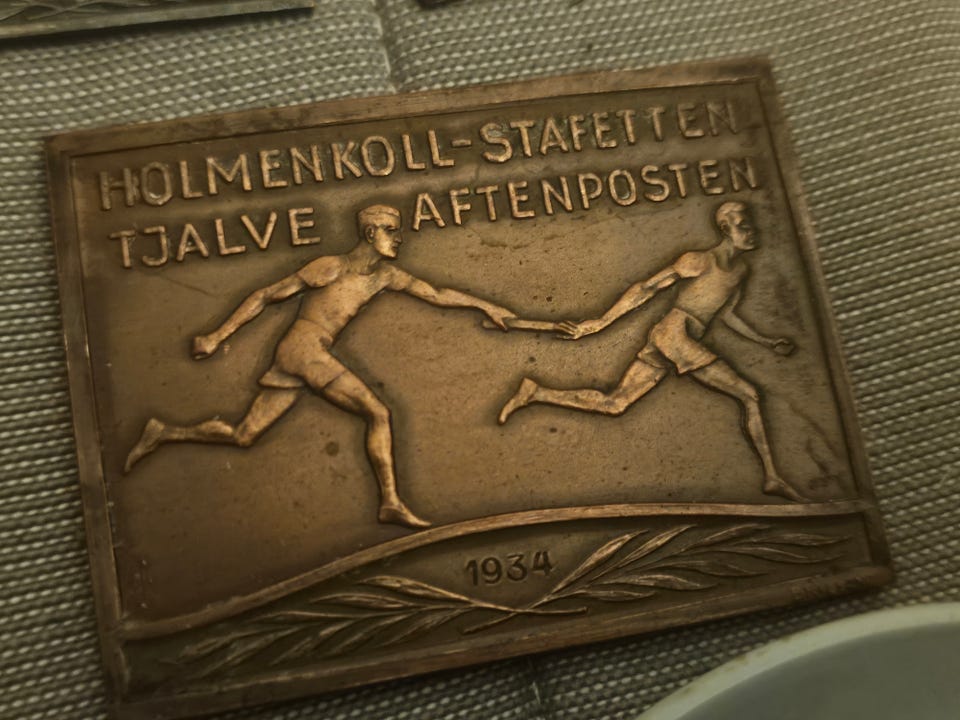 HOLMENKOLL-STAFETTEN
TJALVE AFTENPOSTEN
1934